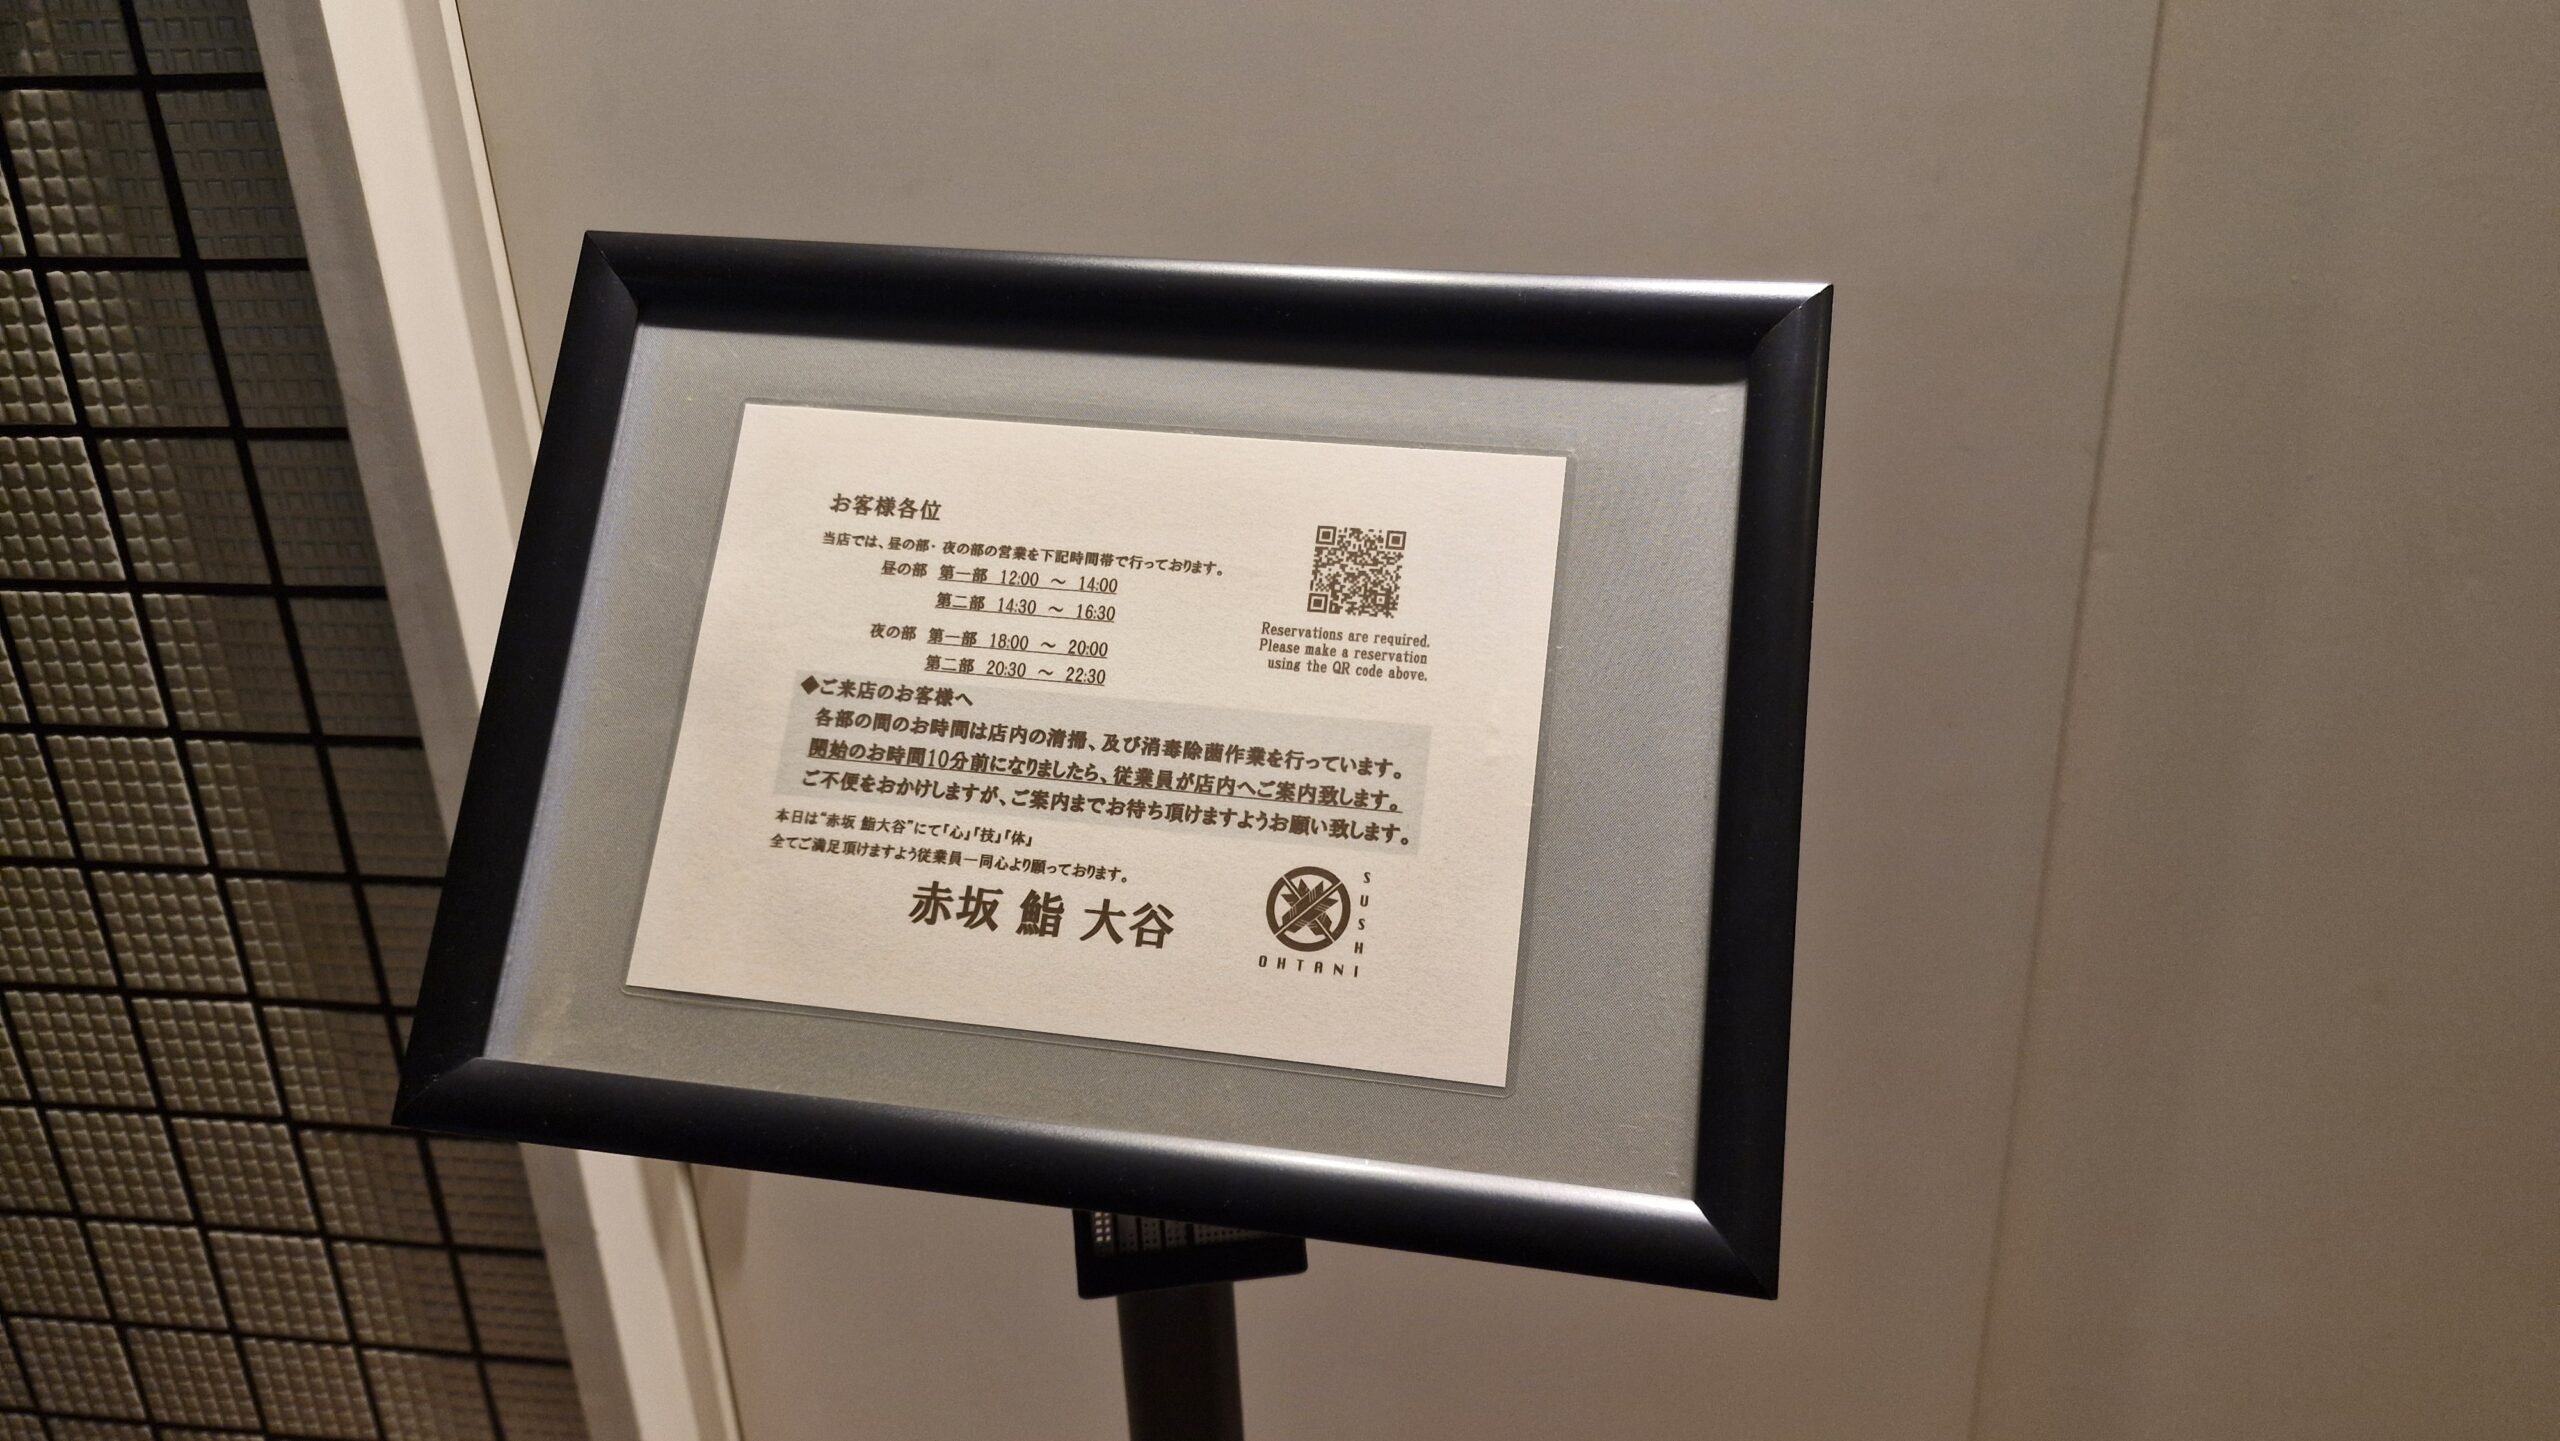 お客様各位
当店では、昼の部・夜の部の営業を下記時間帯で行っております。
昼の部 第一部 12:00 ～ 14:00
第二部 14:30 ～ 16:30
夜の部 第一部 18:00 ～ 20:00
第二部 20:30 ～ 22:30
Reservations are required.
Please make a reservation
using the QR code above.
◆ご来店のお客様へ
各部の間のお時間は店内の清掃、及び消毒除菌作業を行っています。
開始のお時間10分前になりましたら、従業員が店内へご案内致します。
ご不便をおかけしますが、ご案内までお待ち頂けますようお願い致します。
本日は“赤坂 鮨大谷”にて「心」「技」「体」
全てご満足頂けますよう従業員一同心より願っております。
赤坂 鮨 大谷
SUSHI
OHTANI